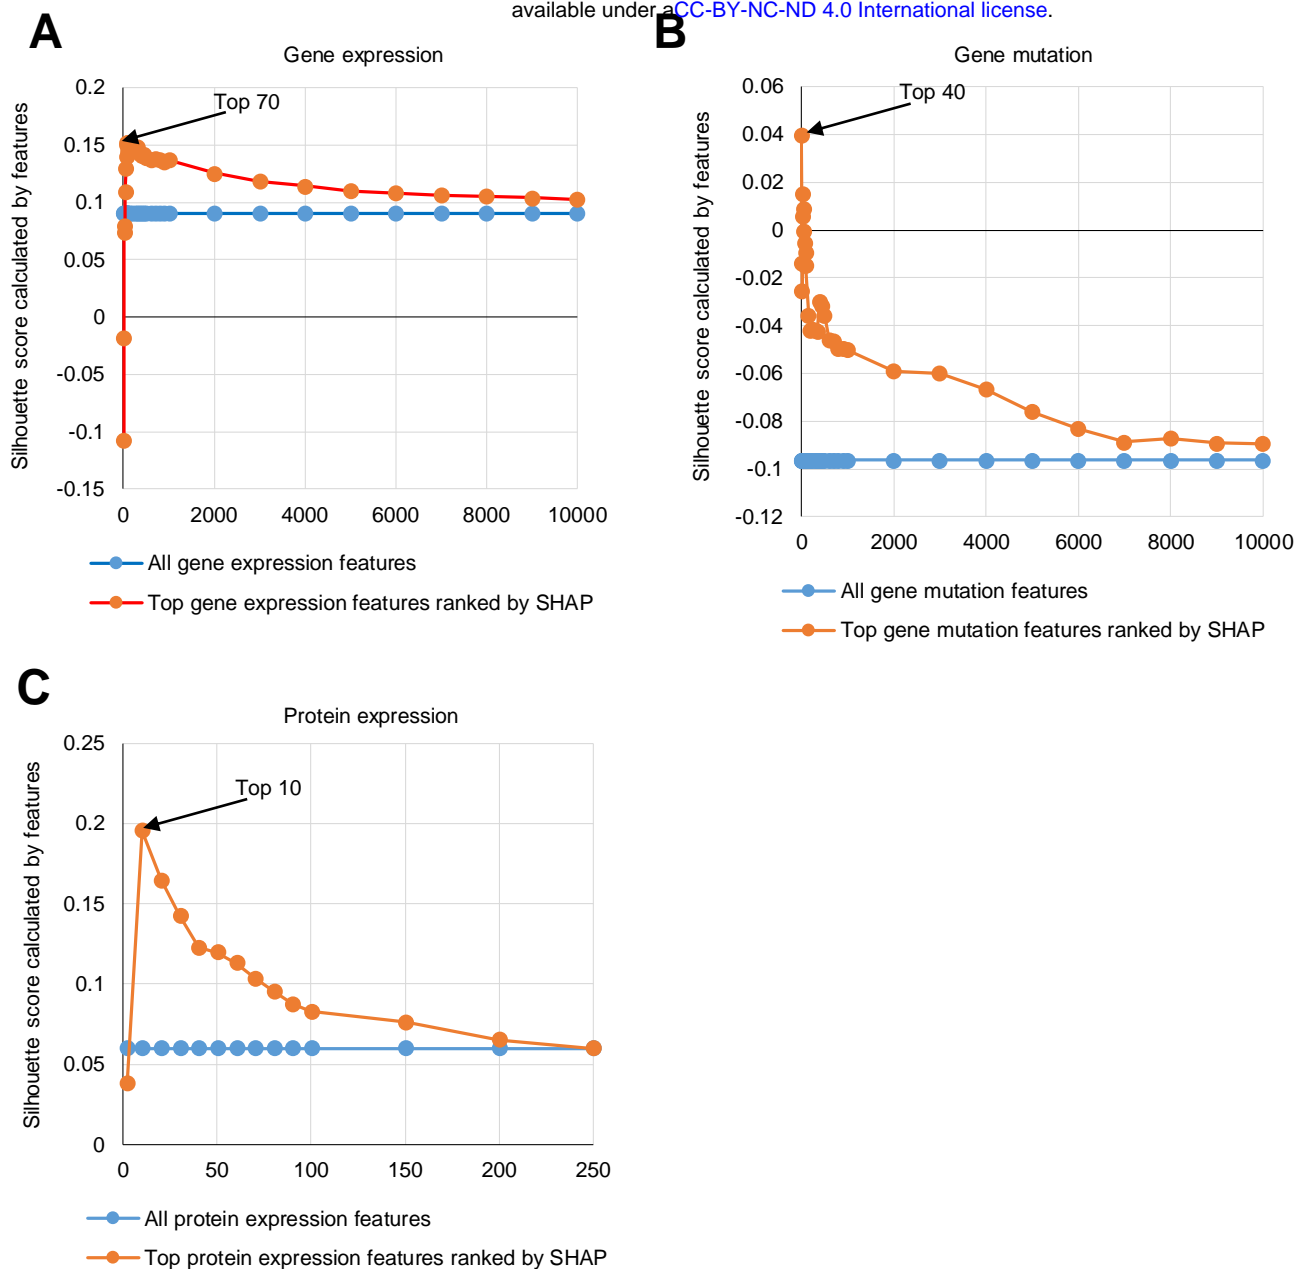 available under aCC-BY-NC-ND 4.0 International license.
A
Gene expression
Silhouette score calculated by features
0.2
0.15
0.1
0.05
0
-0.05
-0.1
-0.15
Top 70
0 2000 4000 6000 8000 10000
All gene expression features
Top gene expression features ranked by SHAP
B
Gene mutation
Silhouette score calculated by features
0.06
0.04
0.02
0
-0.02
-0.04
-0.06
-0.08
-0.1
-0.12
Top 40
0 2000 4000 6000 8000 10000
All gene mutation features
Top gene mutation features ranked by SHAP
C
Protein expression
Silhouette score calculated by features
0.25
0.2
0.15
0.1
0.05
0
Top 10
0 50 100 150 200 250
All protein expression features
Top protein expression features ranked by SHAP